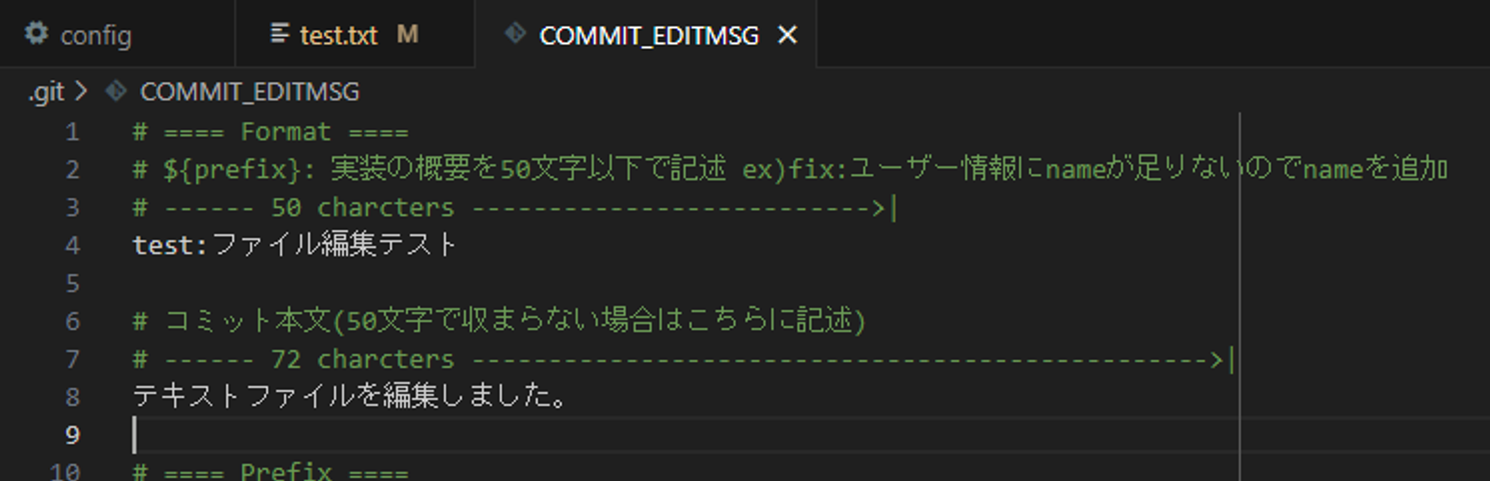 config test.txt M COMMIT_EDITMSG ×
.git > COMMIT_EDITMSG
1 # ==== Format ====
2 # ${prefix}: 実装の概要を50文字以下で記述 ex)fix:ユーザー情報にnameが足りないのでnameを追加
3 # ------ 50 charcters -------------------------->|
4 test:ファイル編集テスト
5
6 # コミット本文(50文字で収まらない場合はこちらに記述)
7 # ------ 72 charcters ------------------------------------------------>|
8 テキストファイルを編集しました。
9
10 # ==== Prefix ====